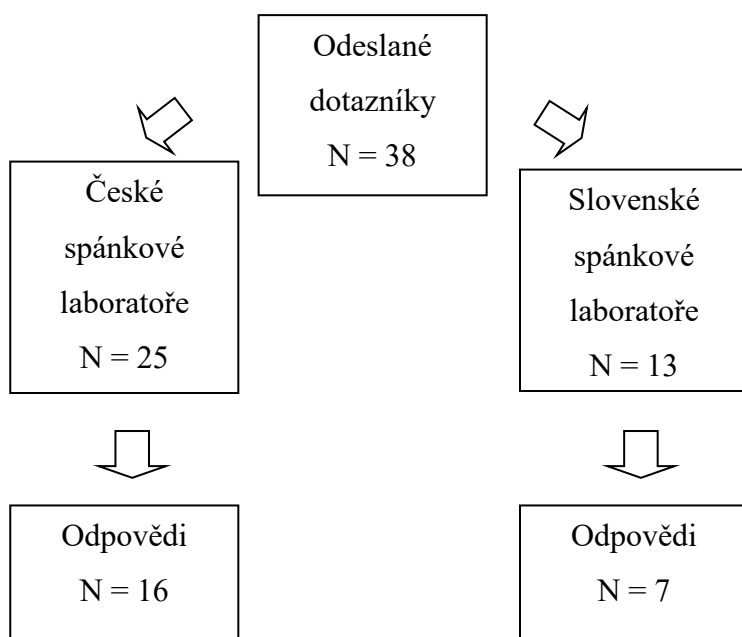 Odeslané
dotazníky
N = 38
České
spánkové
laboratoře
N = 25
Slovenské
spánkové
laboratoře
N = 13
Odpovědi
N = 16
Odpovědi
N = 7